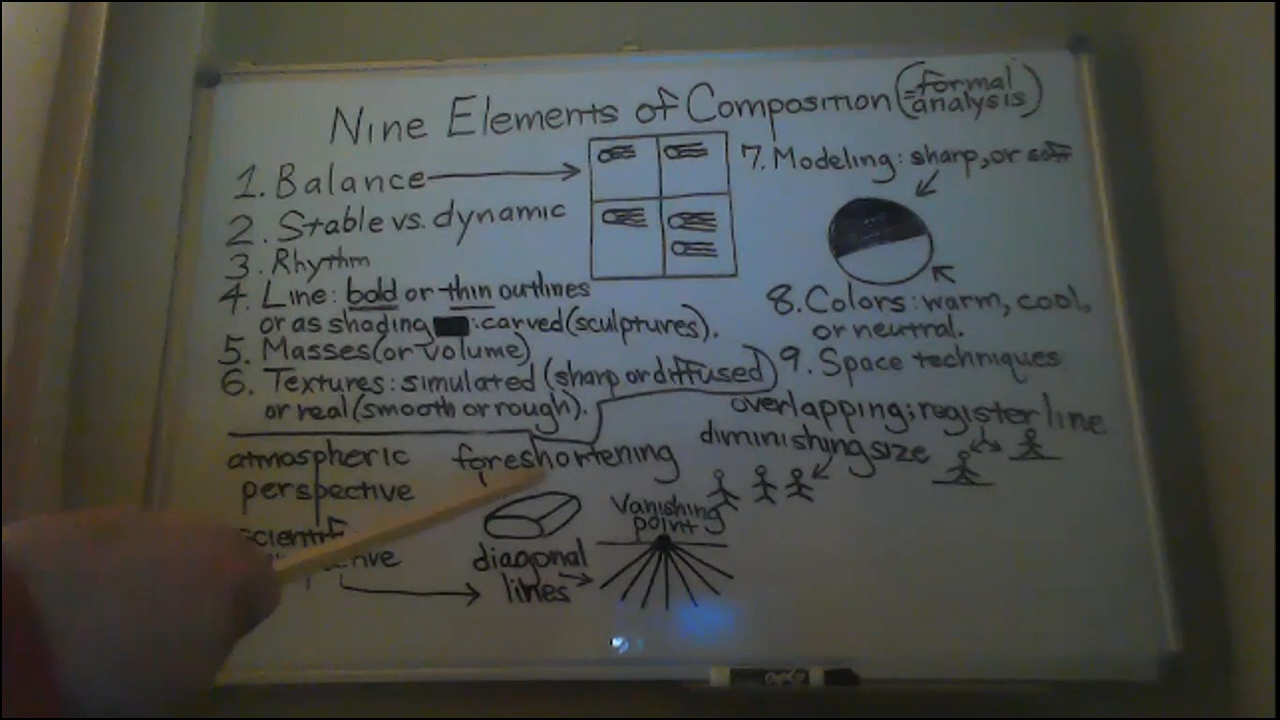 Nine Elements of Composition (=formal analysis)
1. Balance
2. Stable vs. dynamic
3. Rhythm
4. Line: bold or thin outlines
or as shading : carved (sculptures).
5. Masses (or volume)
6. Textures: simulated (sharp or diffused)
or real (smooth or rough).
7. Modeling: sharp, or soft
8. Colors: warm, cool,
or neutral.
9. Space techniques
overlapping; register line
diminishing size
atmospheric
perspective
foreshortening
Vanishing
point
diagonal
lines